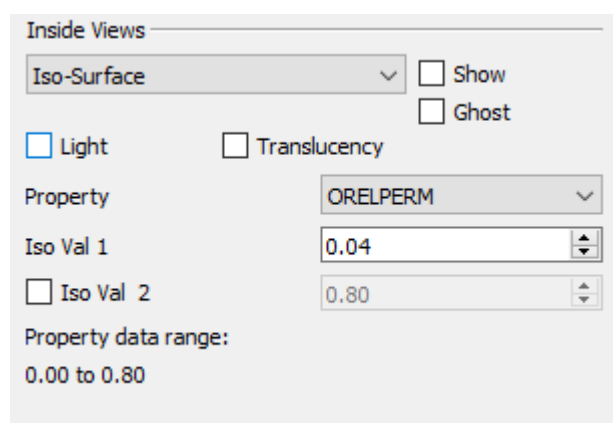 Inside Views
Iso-Surface
Show
Ghost
Light Translucency
Property ORELPERM
Iso Val 1 0.04
Iso Val 2 0.80
Property data range:
0.00 to 0.80